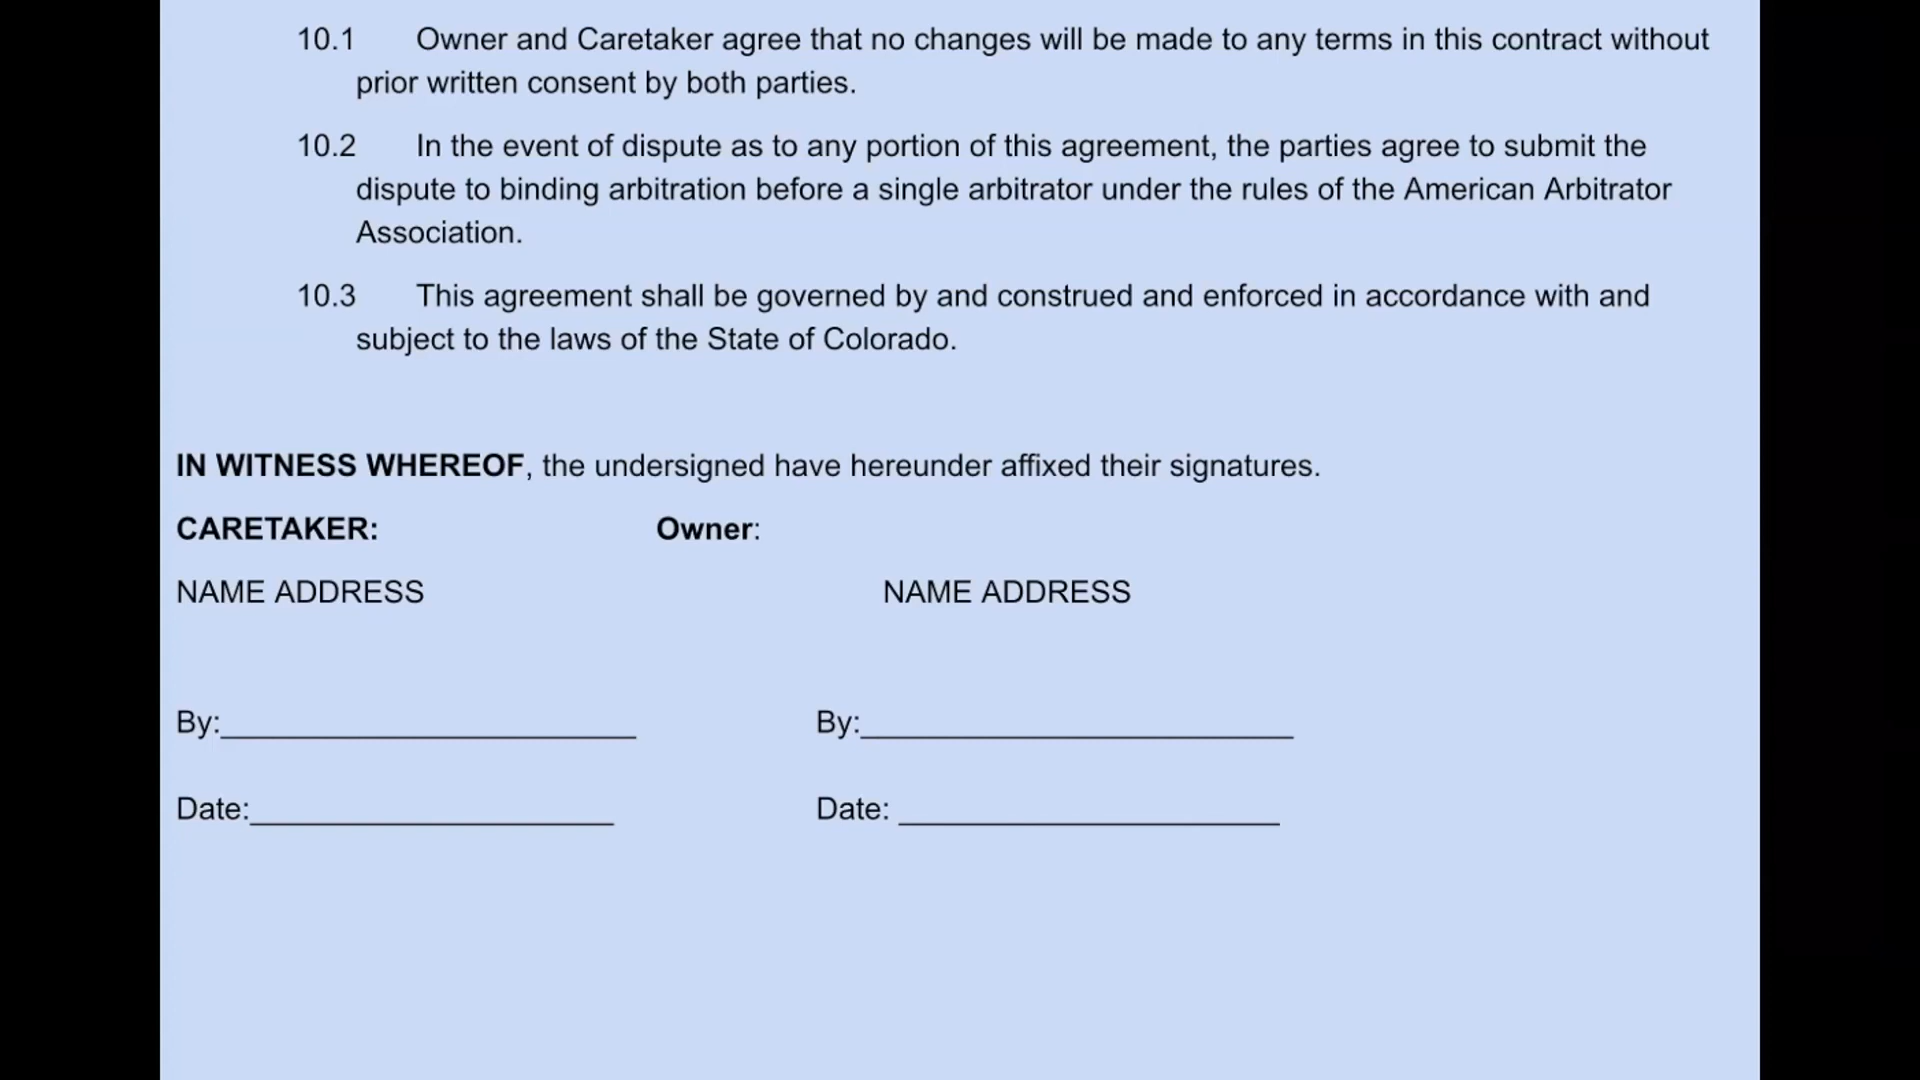 10.1 Owner and Caretaker agree that no changes will be made to any terms in this contract without
prior written consent by both parties.
10.2 In the event of dispute as to any portion of this agreement, the parties agree to submit the
dispute to binding arbitration before a single arbitrator under the rules of the American Arbitrator
Association.
10.3 This agreement shall be governed by and construed and enforced in accordance with and
subject to the laws of the State of Colorado.
IN WITNESS WHEREOF, the undersigned have hereunder affixed their signatures.
CARETAKER: Owner:
NAME ADDRESS NAME ADDRESS
By:__________________________ By:___________________________
Date:_______________________ Date: ________________________